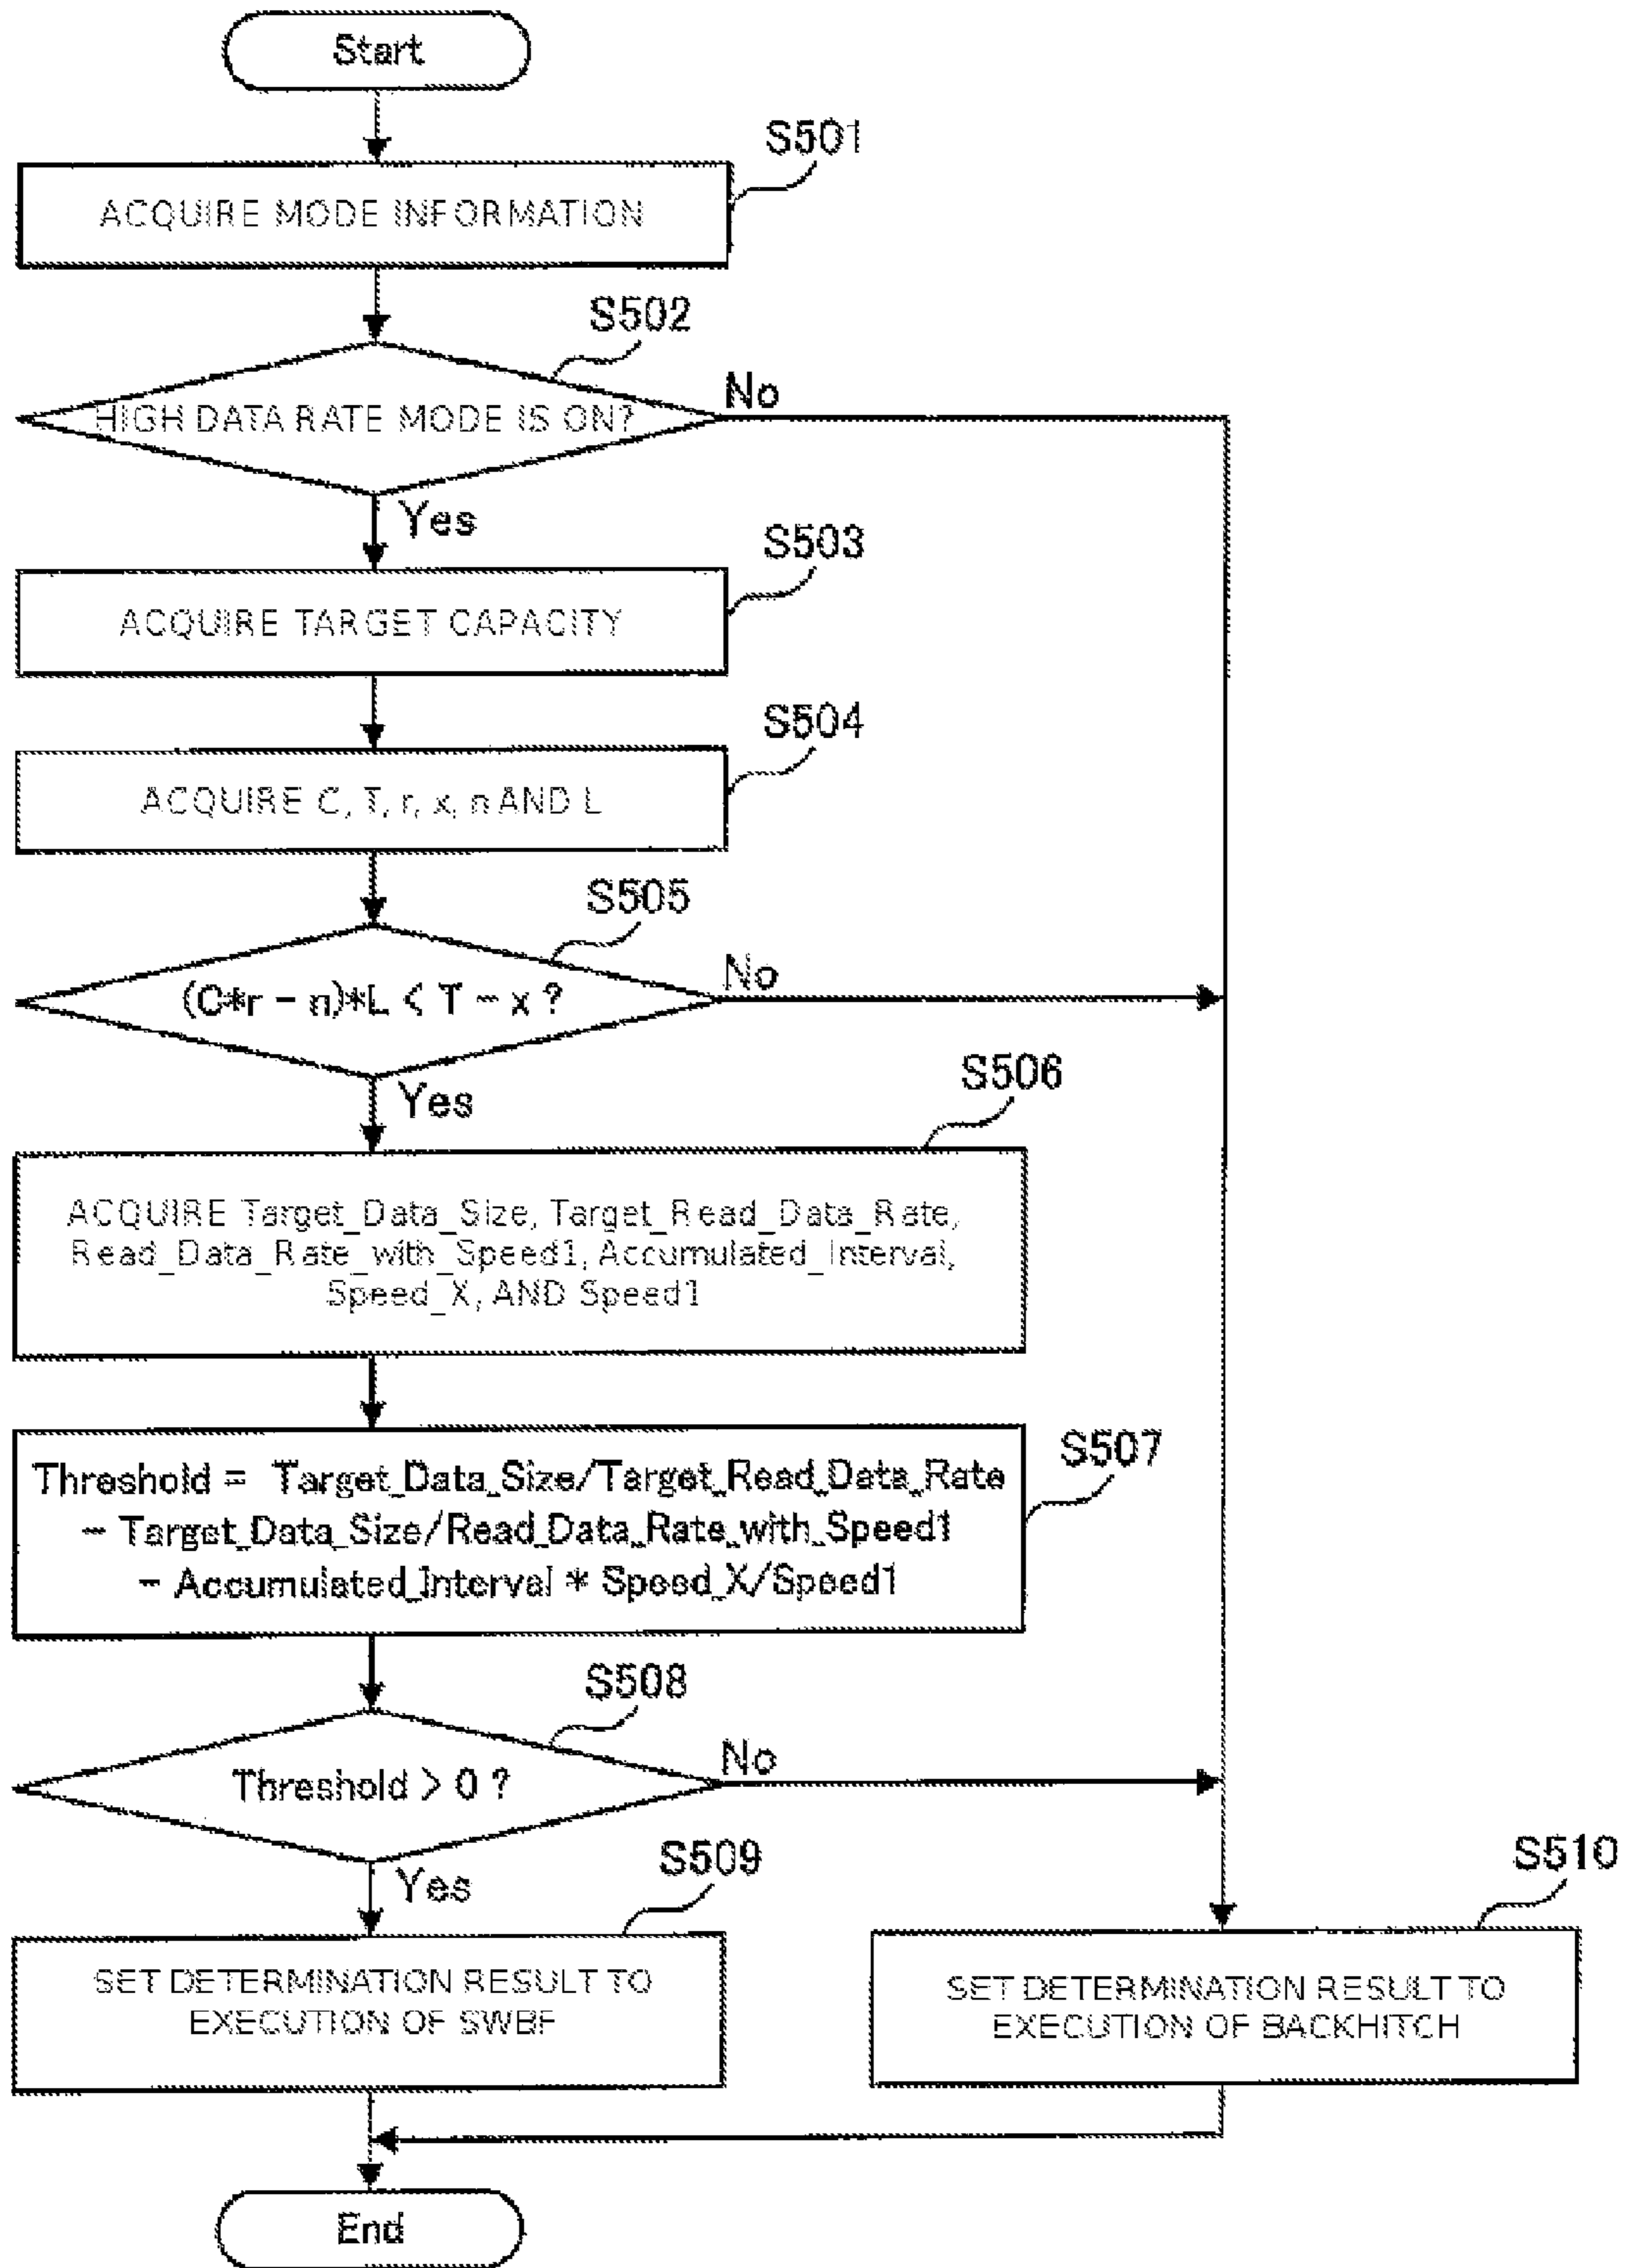 Start
S501
ACQUIRE MODE INFORMATION
S502
HIGH DATA RATE MODE IS ON?
No
Yes
S503
ACQUIRE TARGET CAPACITY
S504
ACQUIRE C, T, r, x, n AND L
S505
(C*r - n)*L < T - x ?
No
Yes
S506
ACQUIRE Target_Data_Size, Target_Read_Data_Rate,
Read_Data_Rate_with_Speed1, Accumulated_Interval,
Speed_X, AND Speed1
S507
Threshold = Target_Data_Size/Target_Read_Data_Rate
- Target_Data_Size/Read_Data_Rate_with_Speed1
- Accumulated_Interval * Speed_X/Speed1
S508
Threshold > 0 ?
No
Yes
S509
SET DETERMINATION RESULT TO
EXECUTION OF SWBF
S510
SET DETERMINATION RESULT TO
EXECUTION OF BACKHITCH
End